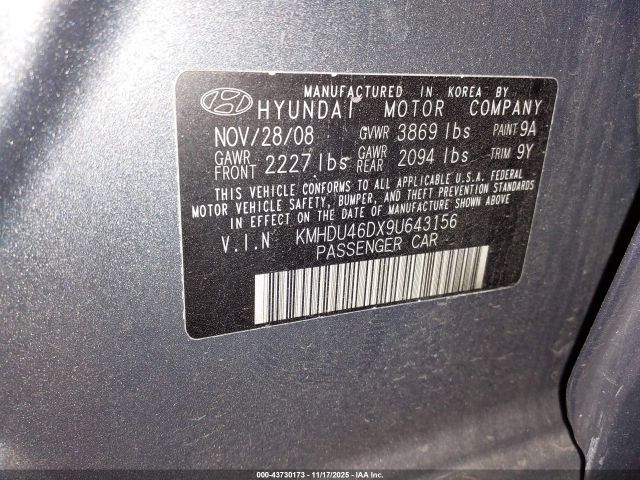 MANUFACTURED IN KOREA BY
HYUNDAI MOTOR COMPANY
NOV/28/08 GVWR 3869 lbs PAINT 9A
GAWR FRONT 2227 lbs GAWR REAR 2094 lbs TRIM 9Y
THIS VEHICLE CONFORMS TO ALL APPLICABLE U.S.A. FEDERAL
MOTOR VEHICLE SAFETY, BUMPER, AND THEFT PREVENTION STANDARDS
IN EFFECT ON THE DATE OF MANUFACTURE SHOWN ABOVE.
V.I.N KMHDU46DX9U643156
PASSENGER CAR
000-43730173 - 11/17/2025 - IAA Inc.